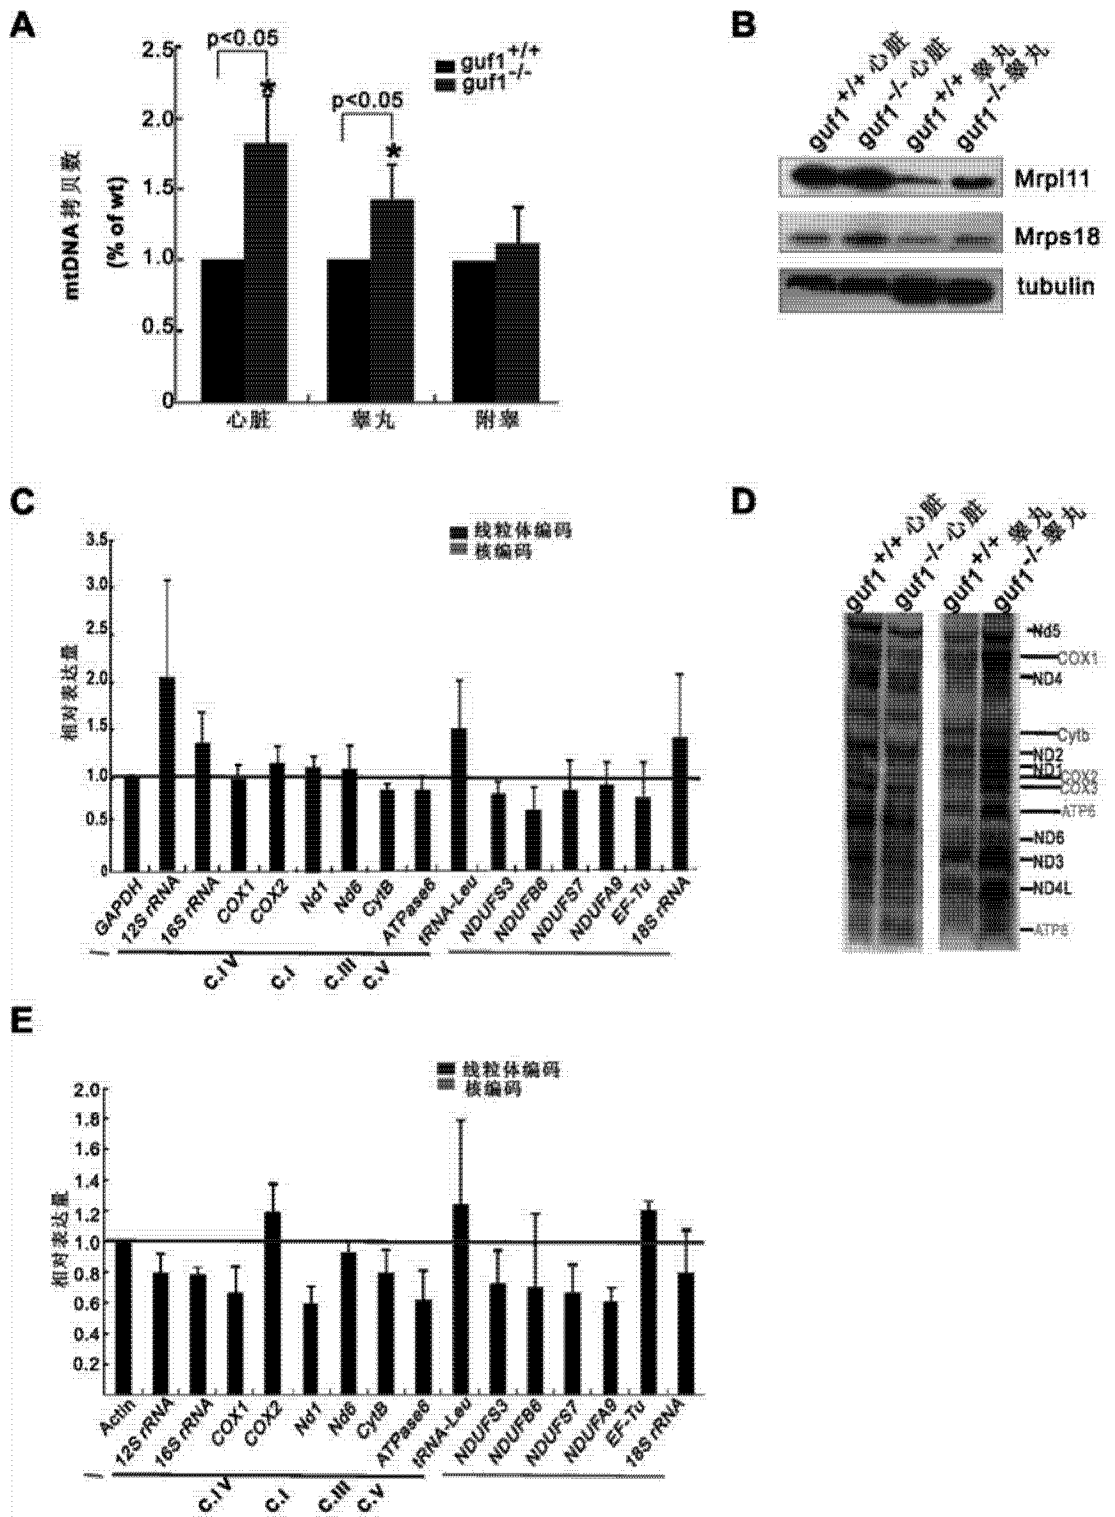 A
mtDNA 拷贝数
(% of wt)
2.5
2.0
1.5
1.0
0.5
0
p<0.05
*
p<0.05
*
guf1+/+
guf1-/-
心脏
睾丸
附睾
B
guf1+/+ 心脏
guf1-/- 心脏
guf1+/+ 睾丸
guf1-/- 睾丸
Mrpl11
Mrps18
tubulin
C
线粒体编码
核编码
相对表达量
3.5
3.0
2.5
2.0
1.5
1.0
0.5
0
GAPDH
12S rRNA
16S rRNA
COX1
COX2
Nd1
Nd6
CytB
ATPase6
tRNA-Leu
NDUFS3
NDUFB6
NDUFS7
NDUFA9
EF-Tu
18S rRNA
C.IV
C.I
C.III
C.V
D
guf1+/+ 心脏
guf1-/- 心脏
guf1+/+ 睾丸
guf1-/- 睾丸
Nd5
COX1
ND4
Cytb
ND2
ND1
COX2
COX3
ATP6
ND6
ND3
ND4L
ATP8
E
线粒体编码
核编码
相对表达量
2.0
1.8
1.6
1.4
1.2
1.0
0.8
0.6
0.4
0.2
Actin
12S rRNA
16S rRNA
COX1
COX2
Nd1
Nd6
CytB
ATPase6
tRNA-Leu
NDUFS3
NDUFB6
NDUFS7
NDUFA9
EF-Tu
18S rRNA
C.IV
C.I
C.III
C.V